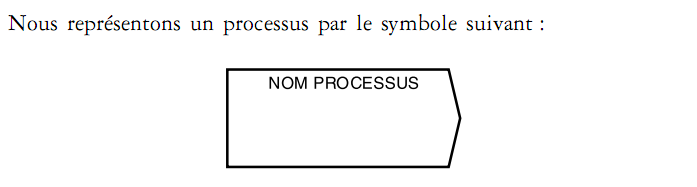 Nous représentons un processus par le symbole suivant :
NOM PROCESSUS